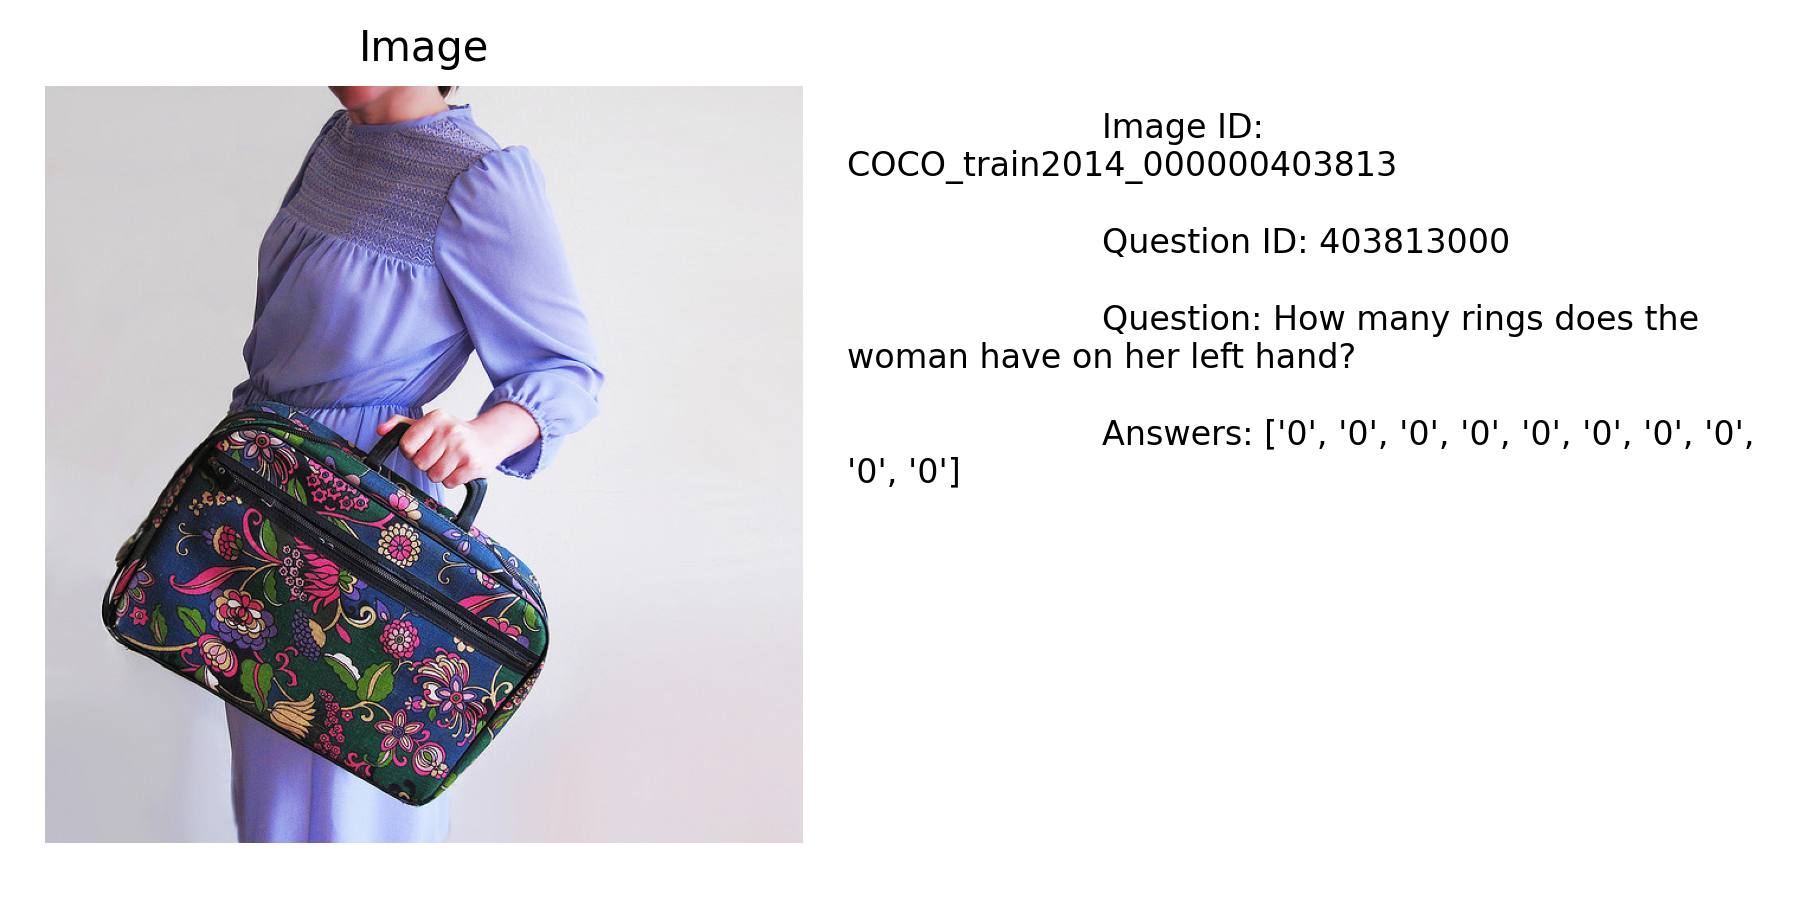 Image
Image ID:
COCO_train2014_000000403813
Question ID: 403813000
Question: How many rings does the
woman have on her left hand?
Answers: ['0', '0', '0', '0', '0', '0', '0', '0',
'0', '0']